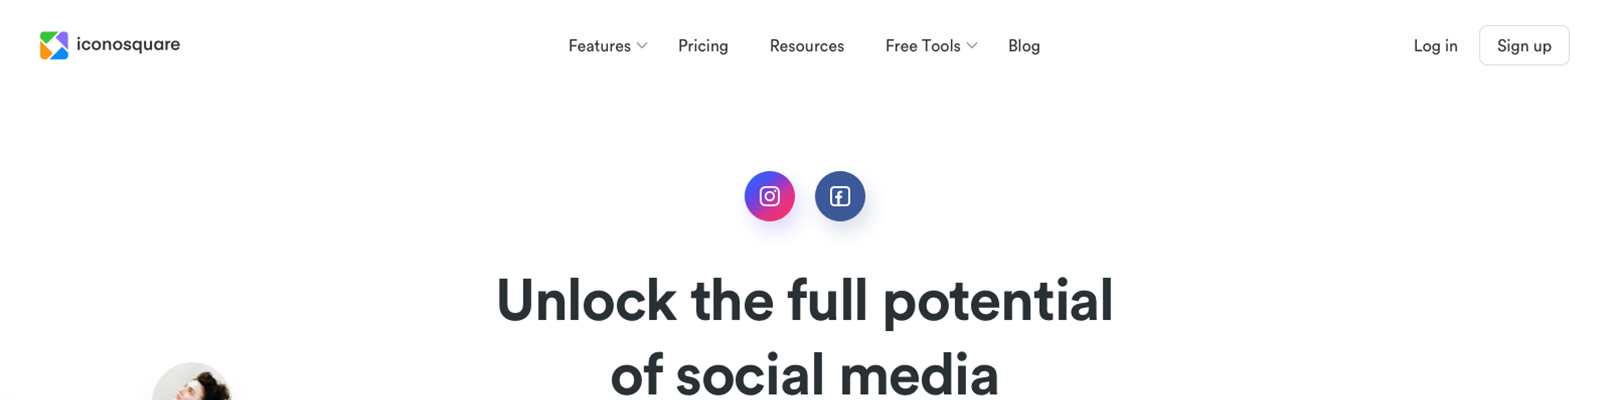 iconosquare
Features Pricing Resources Free Tools Blog
Log in Sign up
Unlock the full potential
of social media